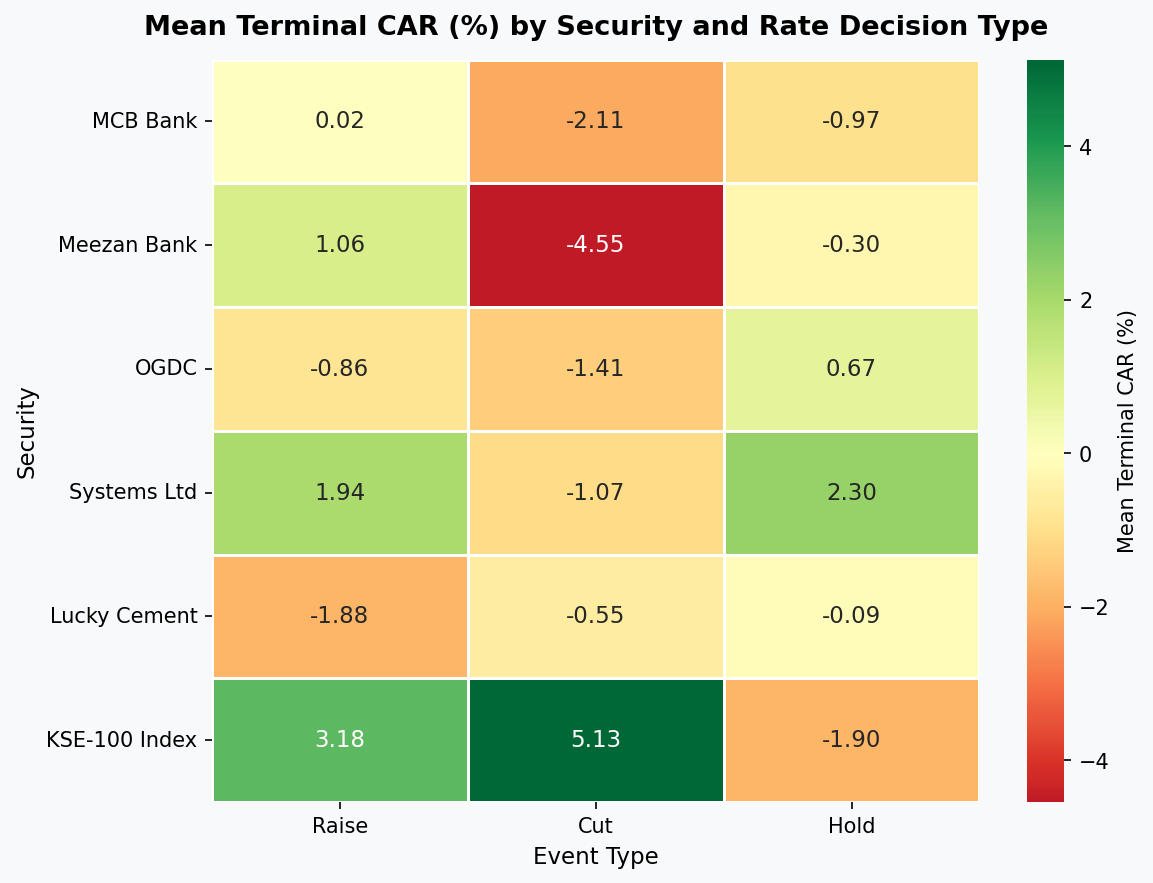 Mean Terminal CAR (%) by Security and Rate Decision Type
MCB Bank 0.02 -2.11 -0.97
Meezan Bank 1.06 -4.55 -0.30
OGDC -0.86 -1.41 0.67
Systems Ltd 1.94 -1.07 2.30
Lucky Cement -1.88 -0.55 -0.09
KSE-100 Index 3.18 5.13 -1.90
Raise Cut Hold
Event Type
Security
4
2
0
−2
−4
Mean Terminal CAR (%)